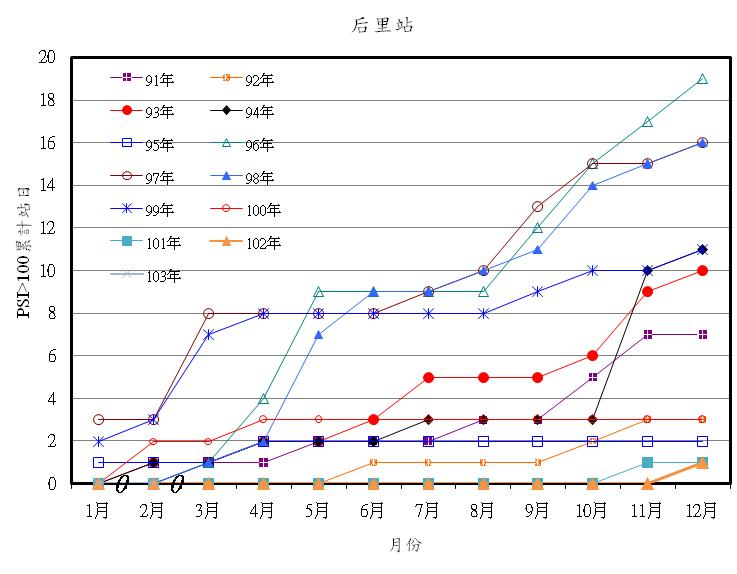 后里站
20
18
16
14
12
10
8
6
4
2
0
PSI>100累計站日
91年 92年
93年 94年
95年 96年
97年 98年
99年 100年
101年 102年
103年
0 0
1月 2月 3月 4月 5月 6月 7月 8月 9月 10月 11月 12月
月份